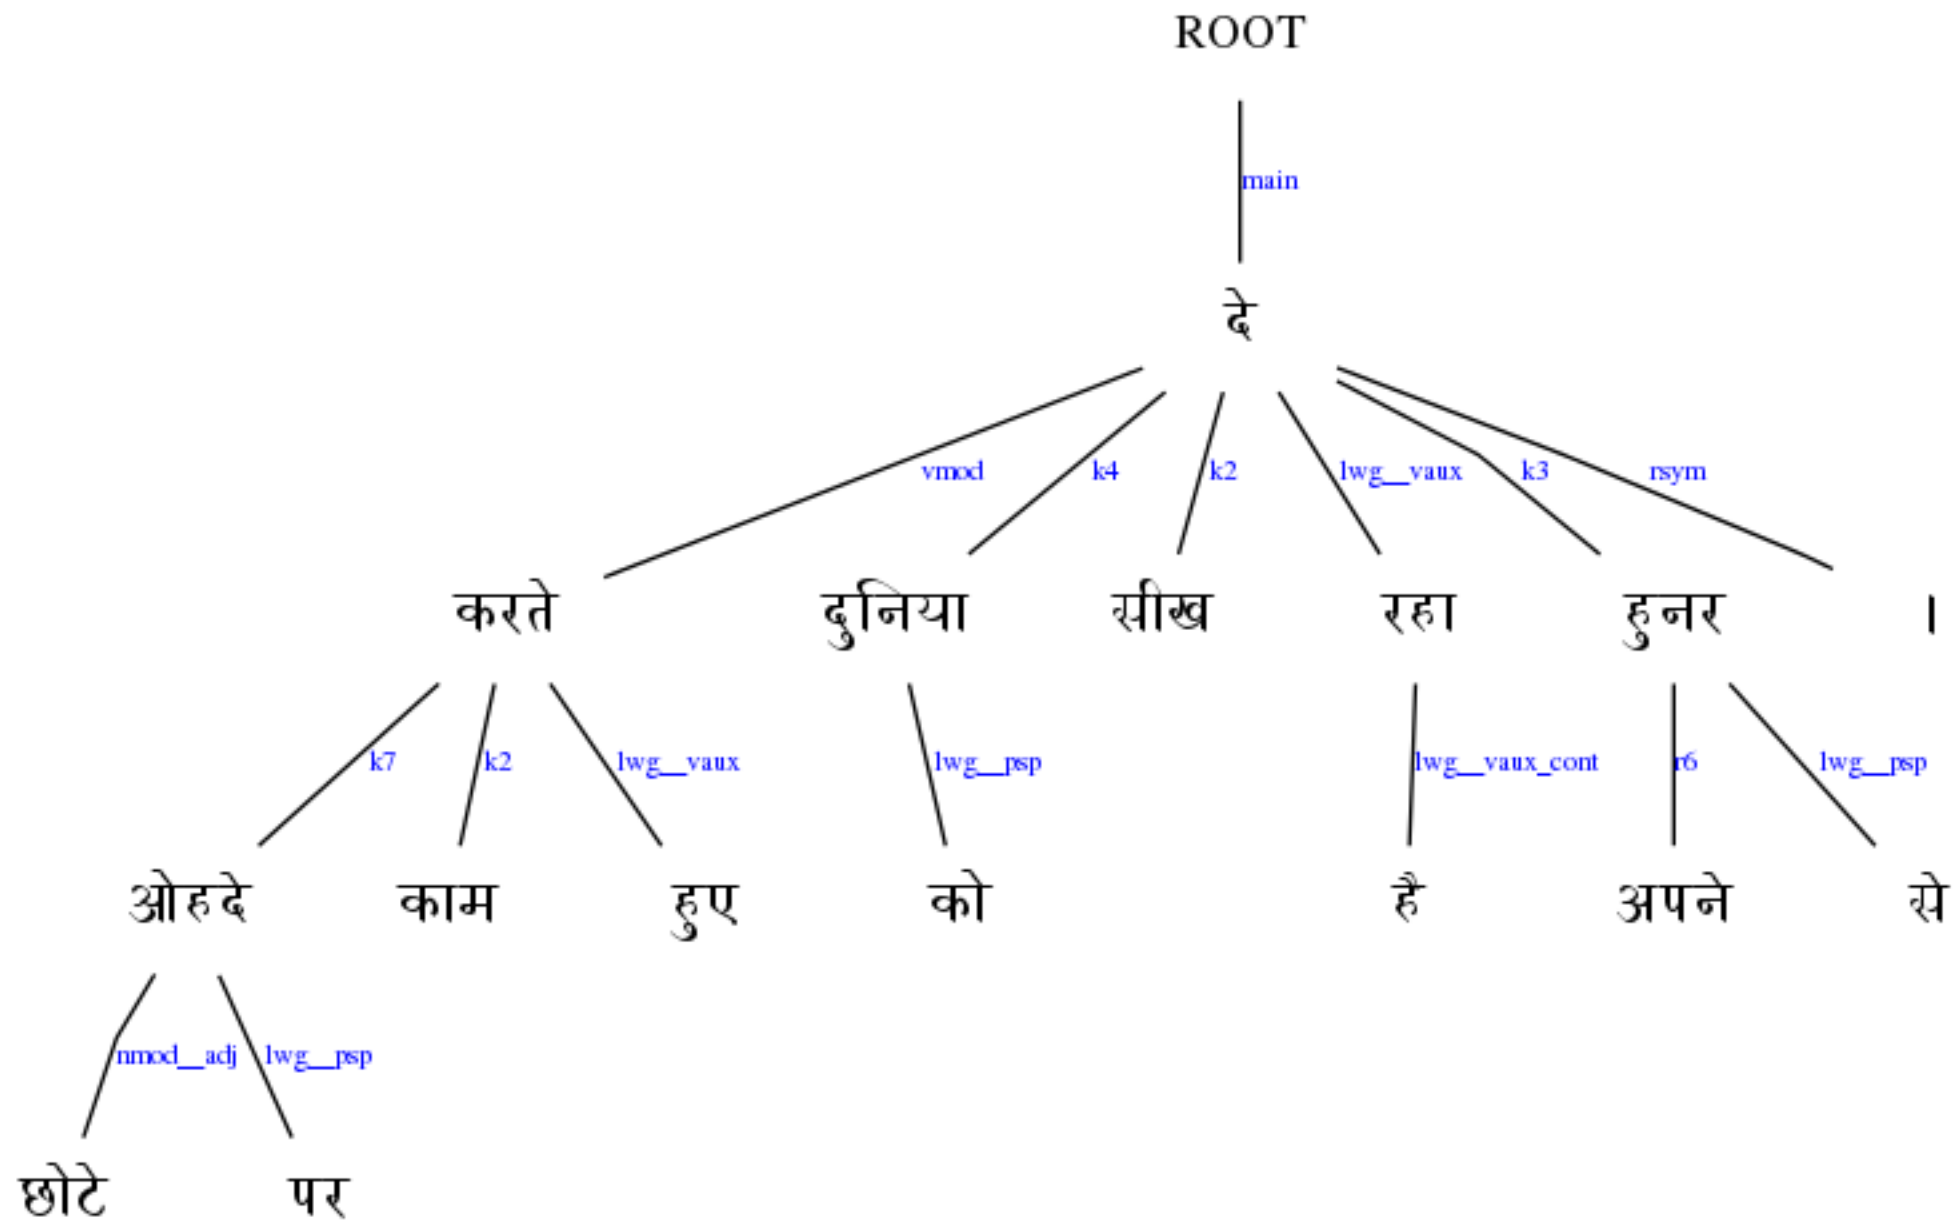 ROOT
main
दे
vmod k4 k2 lwg__vaux k3 rsym
करते दुनिया सीख रहा हुनर ।
k7 k2 lwg__vaux lwg__psp lwg__vaux_cont r6 lwg__psp
ओहदे काम हुए को है अपने से
nmod__adj lwg__psp
छोटे पर